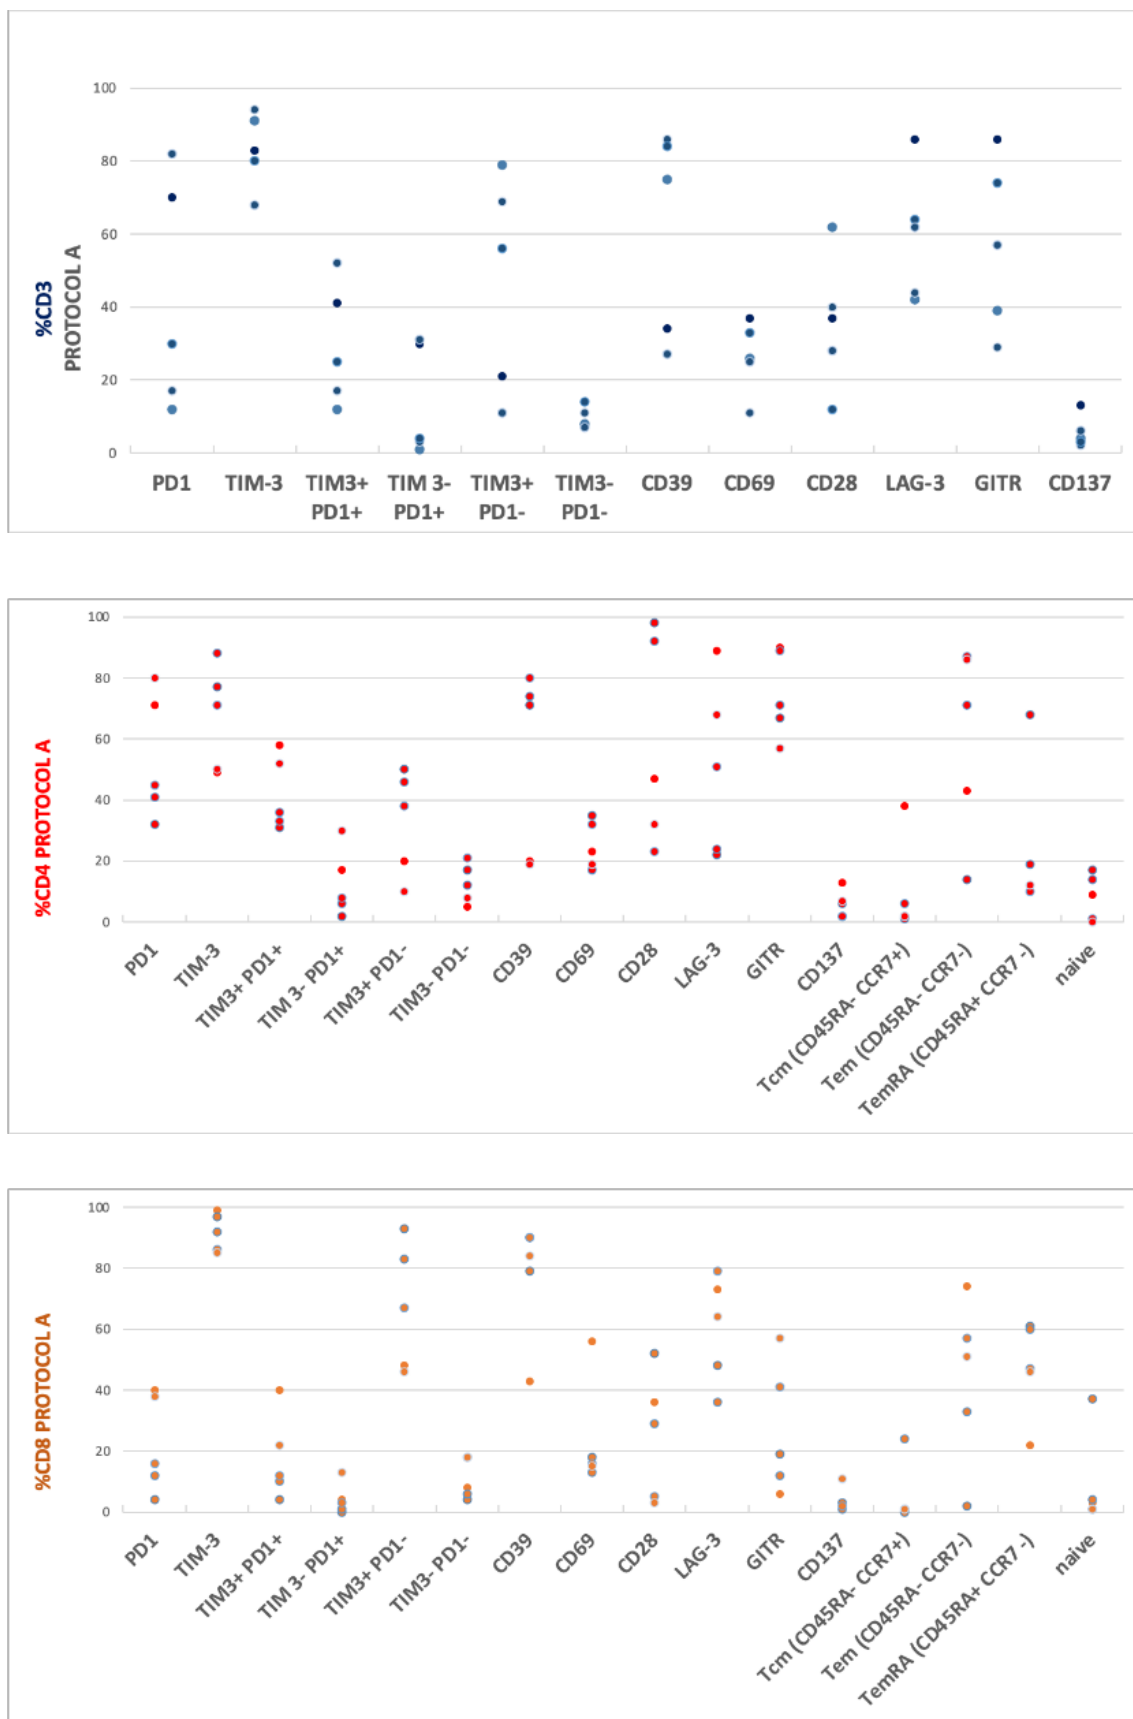 %CD3
PROTOCOL A
100
80
60
40
20
0
PD1 TIM-3 TIM3+ TIM 3- TIM3+ TIM3- CD39 CD69 CD28 LAG-3 GITR CD137
PD1+ PD1+ PD1- PD1-
%CD4 PROTOCOL A
100
80
60
40
20
0
PD1
TIM-3
TIM3+ PD1+
TIM 3- PD1+
TIM3+ PD1-
TIM3- PD1-
CD39
CD69
CD28
LAG-3
GITR
CD137
Tcm (CD45RA- CCR7+)
Tem (CD45RA- CCR7-)
TemRA (CD45RA+ CCR7 -)
naive
%CD8 PROTOCOL A
100
80
60
40
20
0
PD1
TIM-3
TIM3+ PD1+
TIM 3- PD1+
TIM3+ PD1-
TIM3- PD1-
CD39
CD69
CD28
LAG-3
GITR
CD137
Tcm (CD45RA- CCR7+)
Tem (CD45RA- CCR7-)
TemRA (CD45RA+ CCR7 -)
naive